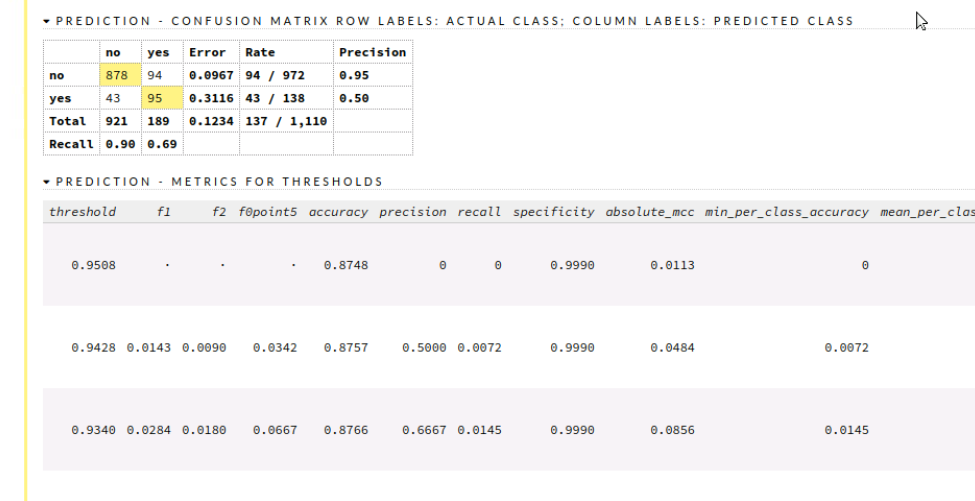 PREDICTION - CONFUSION MATRIX ROW LABELS: ACTUAL CLASS; COLUMN LABELS: PREDICTED CLASS
no yes Error Rate Precision
no 878 94 0.0967 94 / 972 0.95
yes 43 95 0.3116 43 / 138 0.50
Total 921 189 0.1234 137 / 1,110
Recall 0.90 0.69
PREDICTION - METRICS FOR THRESHOLDS
threshold f1 f2 f0point5 accuracy precision recall specificity absolute_mcc min_per_class_accuracy mean_per_clas
0.9508 · · · 0.8748 0 0 0.9990 0.0113 0
0.9428 0.0143 0.0090 0.0342 0.8757 0.5000 0.0072 0.9990 0.0484 0.0072
0.9340 0.0284 0.0180 0.0667 0.8766 0.6667 0.0145 0.9990 0.0856 0.0145